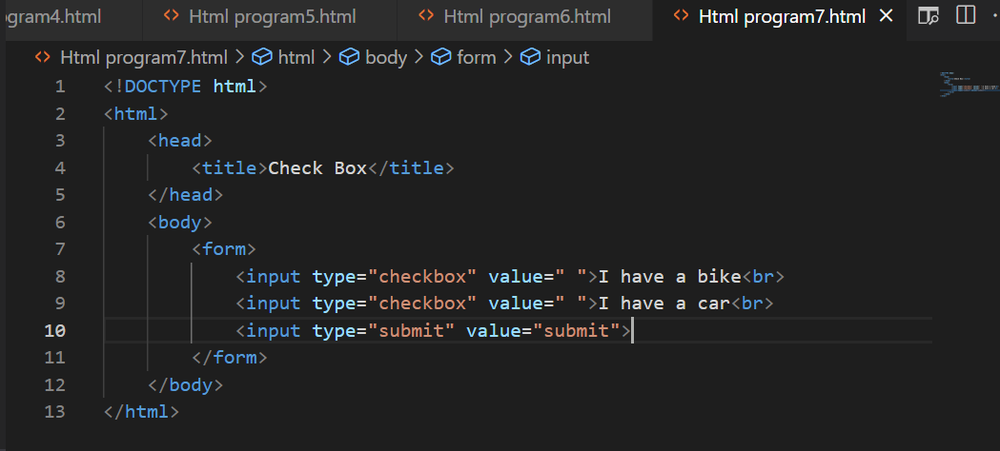 gram4.html Html program5.html Html program6.html Html program7.html
Html program7.html > html > body > form > input
1 <!DOCTYPE html>
2 <html>
3 <head>
4 <title>Check Box</title>
5 </head>
6 <body>
7 <form>
8 <input type="checkbox" value=" ">I have a bike<br>
9 <input type="checkbox" value=" ">I have a car<br>
10 <input type="submit" value="submit">
11 </form>
12 </body>
13 </html>